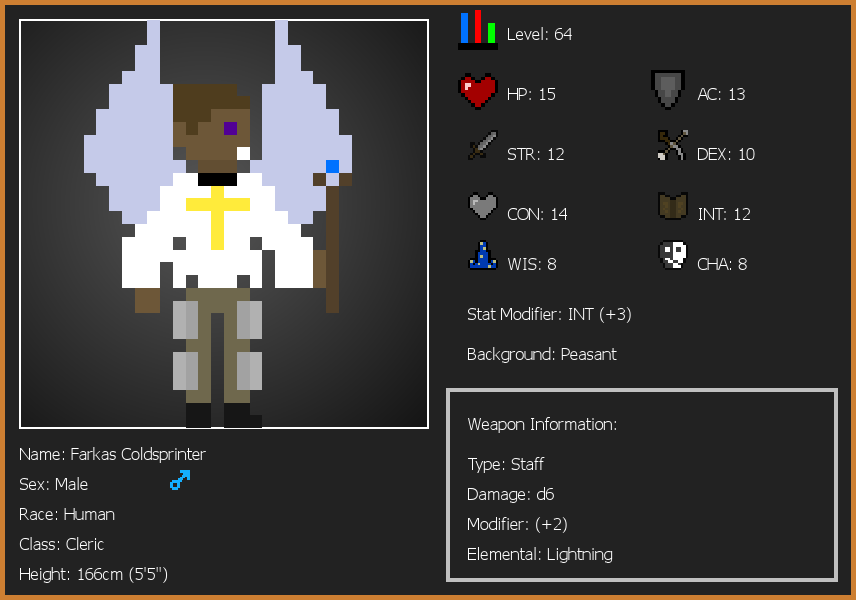 Level: 64
HP: 15
AC: 13
STR: 12
DEX: 10
CON: 14
INT: 12
WIS: 8
CHA: 8
Stat Modifier: INT (+3)
Background: Peasant
Weapon Information:
Type: Staff
Damage: d6
Modifier: (+2)
Elemental: Lightning
Name: Farkas Coldsprinter
Sex: Male
Race: Human
Class: Cleric
Height: 166cm (5'5")